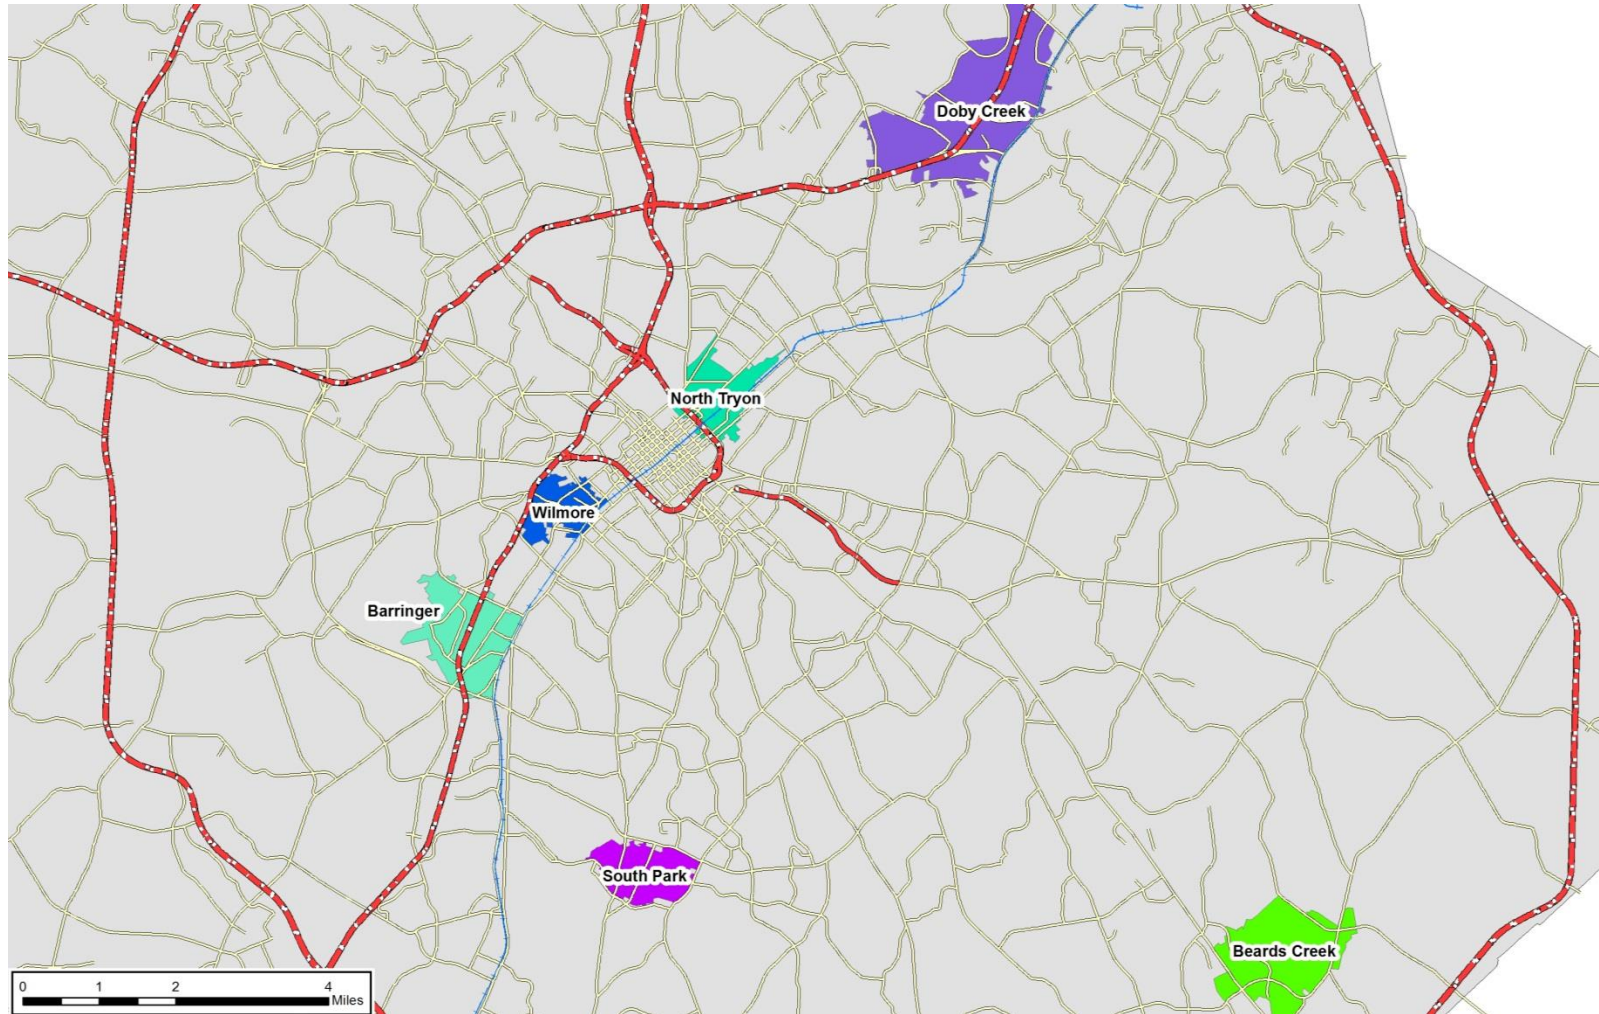 Doby Creek
North Tryon
Wilmore
Barringer
South Park
Beards Creek
0 1 2 4
Miles